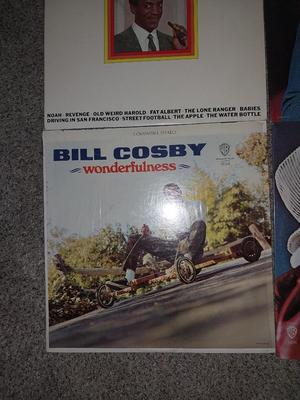 NOAH · REVENGE · OLD WEIRD HAROLD · FAT ALBERT · THE LONE RANGER · BABIES
DRIVING IN SAN FRANCISCO · STREET FOOTBALL · THE APPLE · THE WATER BOTTLE
BILL COSBY
wonderfulness